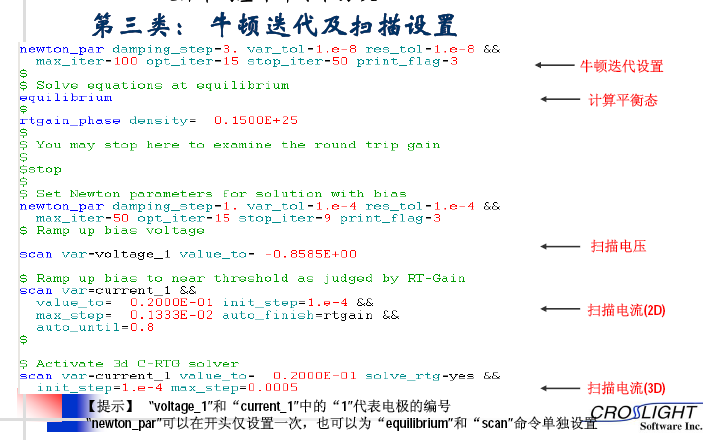 第三类：牛顿迭代及扫描设置
newton_par damping_step=3. var_tol=1.e-8 res_tol=1.e-8 &&
max_iter=100 opt_iter=15 stop_iter=50 print_flag=3
牛顿迭代设置
$
$ Solve equations at equilibrium
equilibrium
计算平衡态
$
rtgain_phase density= 0.1500E+25
$
$ You may stop here to examine the round trip gain
$
$stop
$
$ Set Newton parameters for solution with bias
newton_par damping_step=1. var_tol=1.e-4 res_tol=1.e-4 &&
max_iter=50 opt_iter=15 stop_iter=9 print_flag=3
$ Ramp up bias voltage
scan var=voltage_1 value_to= -0.8585E+00
扫描电压
$ Ramp up bias to near threshold as judged by RT-Gain
scan var=current_1 &&
value_to= 0.2000E-01 init_step=1.e-4 &&
max_step= 0.1333E-02 auto_finish=rtgain &&
扫描电流(2D)
auto_until=0.8
$
$ Activate 3d C-RTG solver
scan var=current_1 value_to= 0.2000E-01 solve_rtg=yes &&
init_step=1.e-4 max_step=0.0005
扫描电流(3D)
【提示】 “voltage_1”和“current_1”中的“1”代表电极的编号
“newton_par”可以在开头仅设置一次，也可以为“equilibrium”和“scan”命令单独设置
CROSLIGHT
Software Inc.